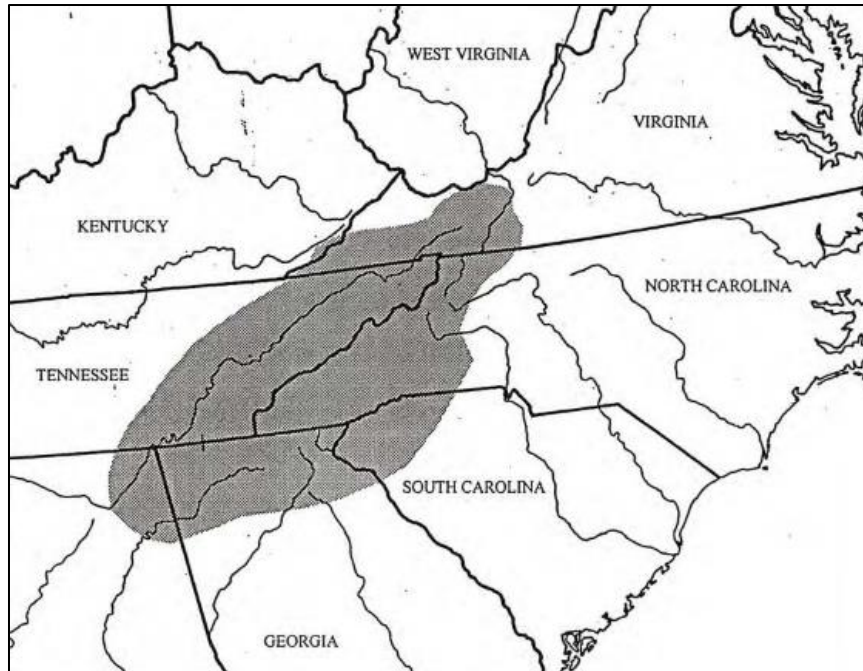 WEST VIRGINIA
VIRGINIA
KENTUCKY
NORTH CAROLINA
TENNESSEE
SOUTH CAROLINA
GEORGIA